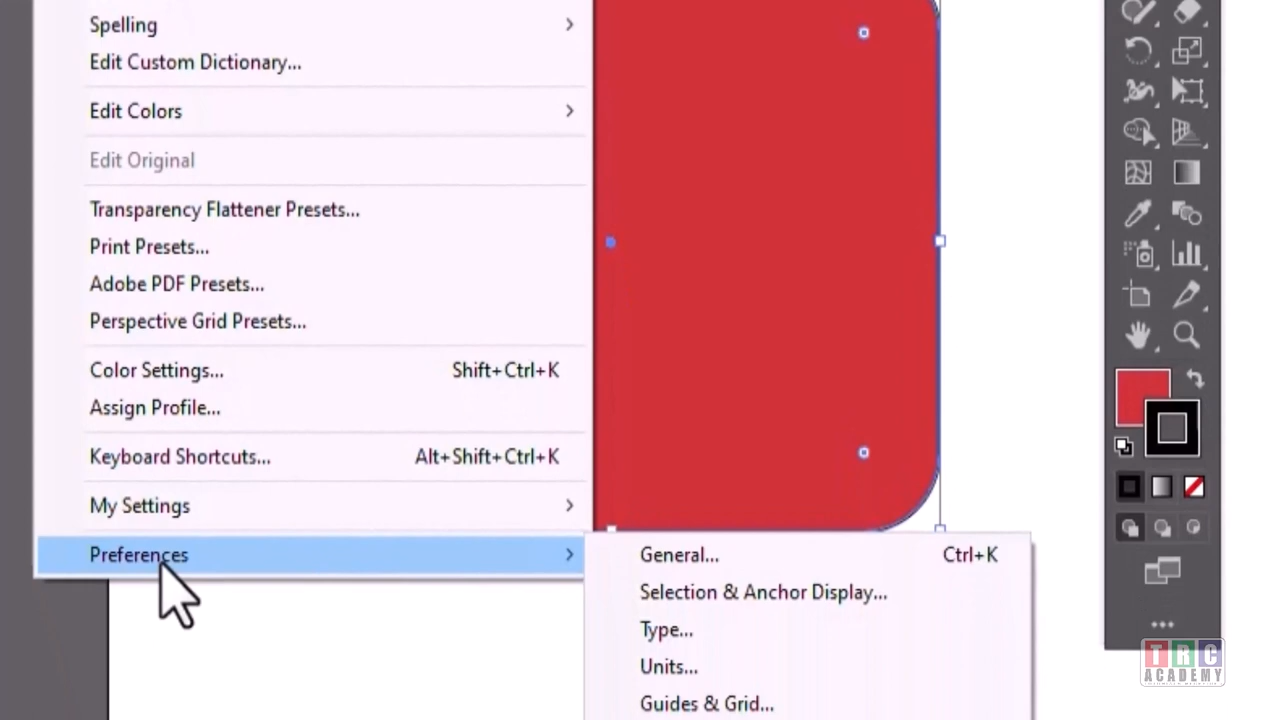 Spelling
Edit Custom Dictionary...
Edit Colors
Edit Original
Transparency Flattener Presets...
Print Presets...
Adobe PDF Presets...
Perspective Grid Presets...
Color Settings... Shift+Ctrl+K
Assign Profile...
Keyboard Shortcuts... Alt+Shift+Ctrl+K
My Settings
Preferences
General... Ctrl+K
Selection & Anchor Display...
Type...
Units...
Guides & Grid...
TRC
ACADEMY